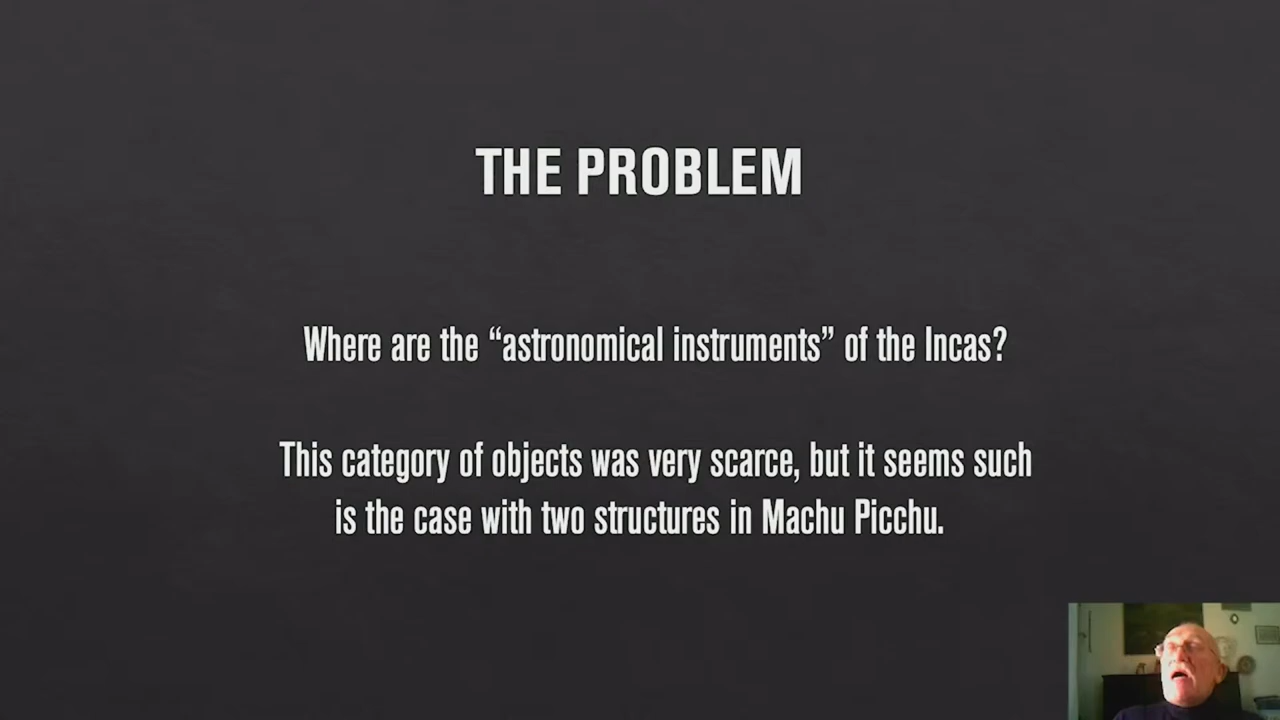 THE PROBLEM
Where are the “astronomical instruments” of the Incas?
This category of objects was very scarce, but it seems such
is the case with two structures in Machu Picchu.